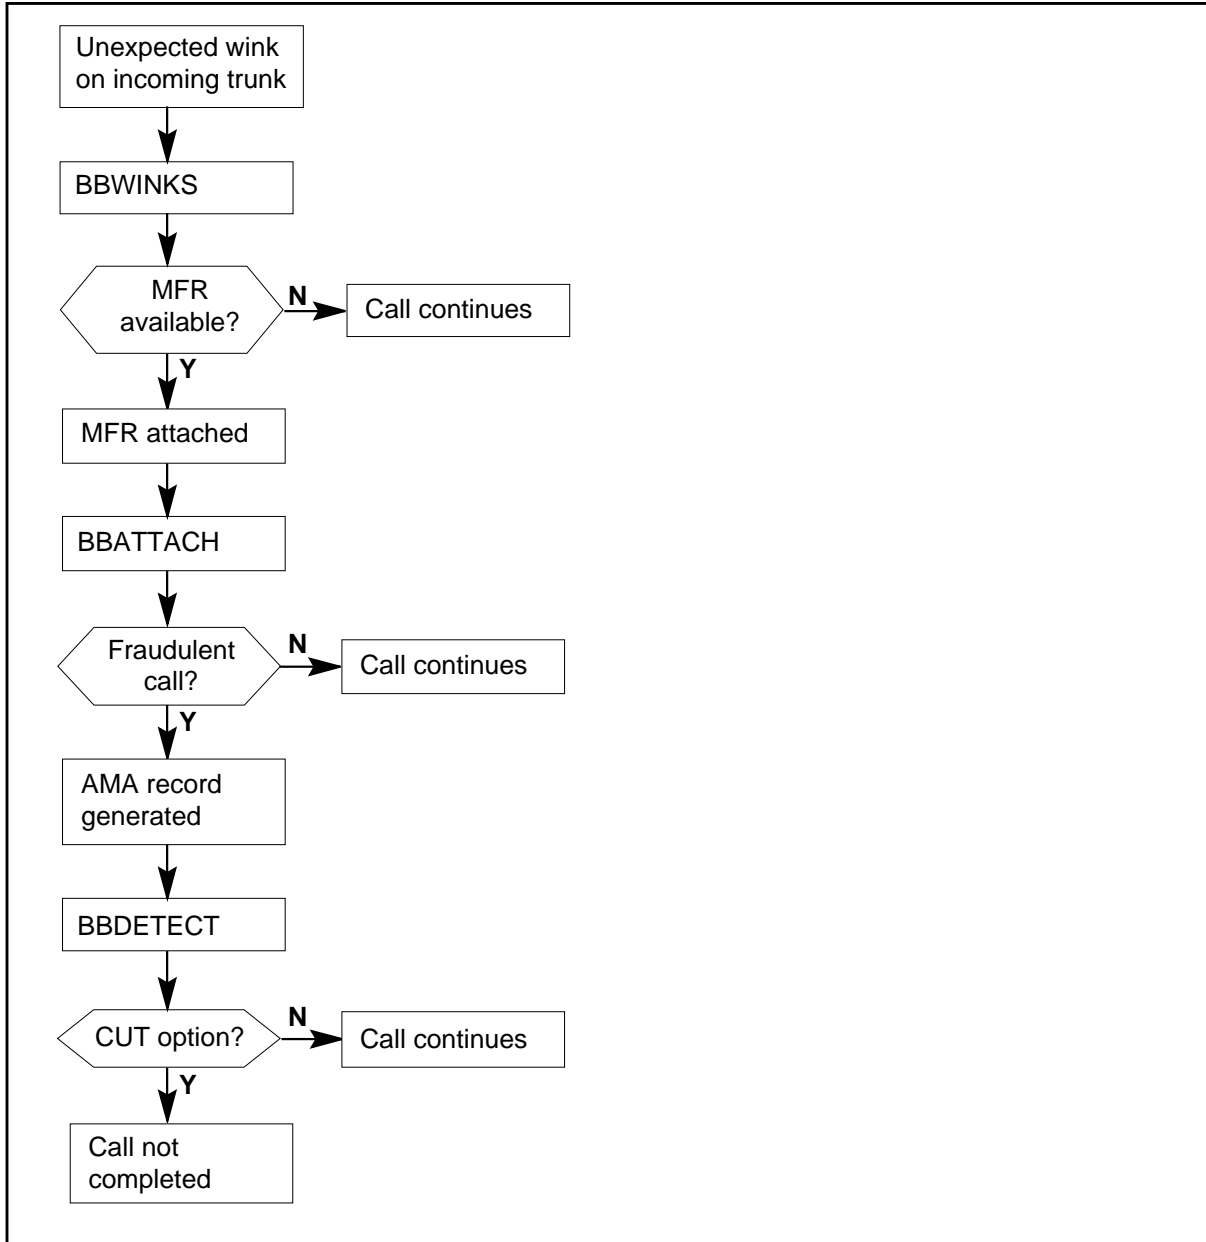 Unexpected wink
on incoming trunk
BBWINKS
MFR
available?
N
Call continues
Y
MFR attached
BBATTACH
Fraudulent
call?
N
Call continues
Y
AMA record
generated
BBDETECT
CUT option?
N
Call continues
Y
Call not
completed